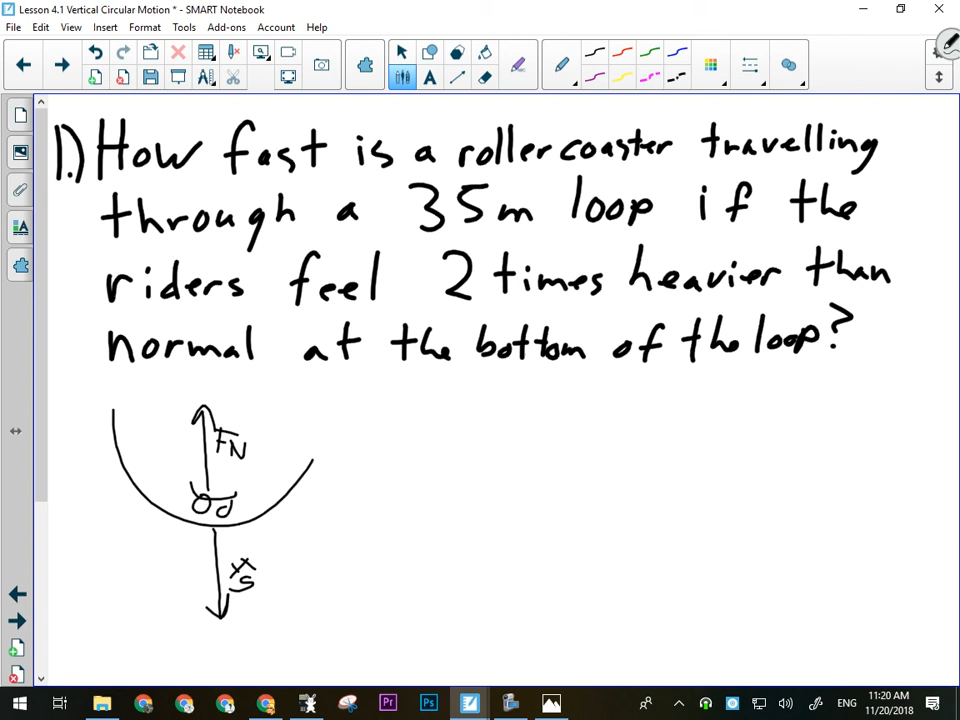 Lesson 4.1 Vertical Circular Motion * - SMART Notebook
File Edit View Insert Format Tools Add-ons Help
1.) How fast is a rollercoaster travelling
through a 35m loop if the
riders feel 2 times heavier than
normal at the bottom of the loop?
FN
ENG
11:20 AM
11/20/2018